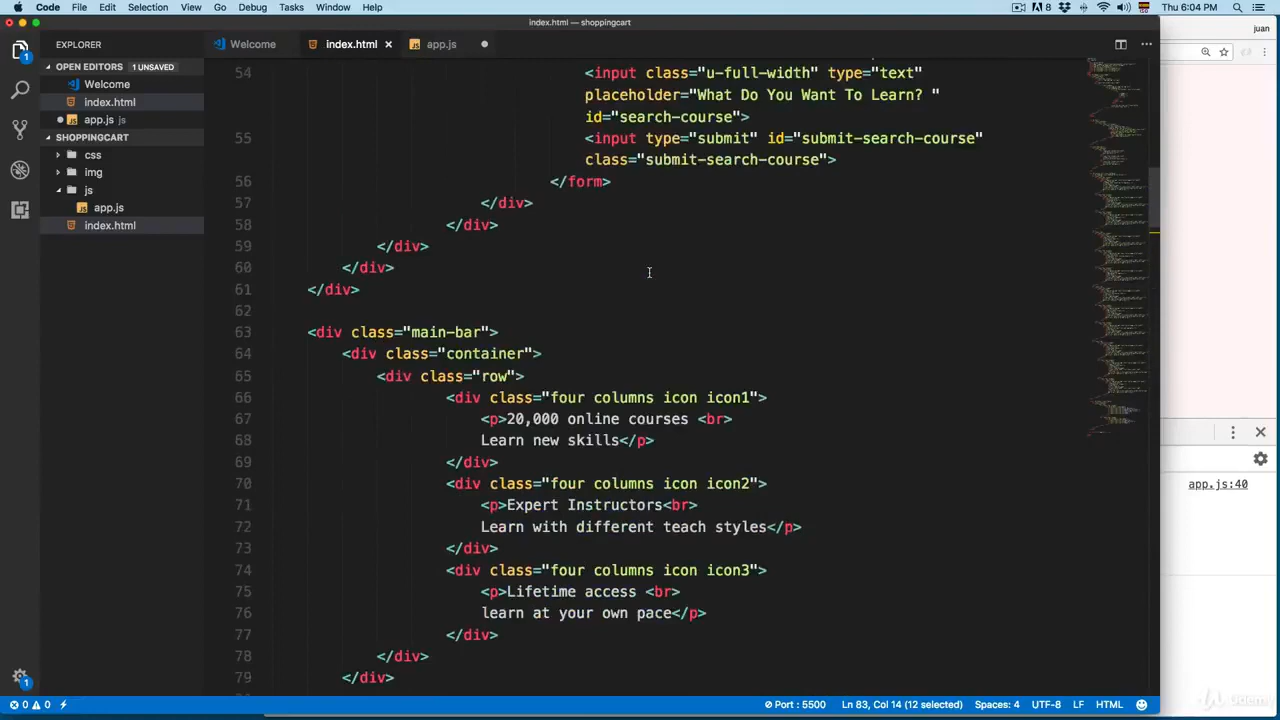 Code File Edit Selection View Go Debug Tasks Window Help 8 Thu 6:04 PM
index.html — shoppingcart
juan
EXPLORER
Welcome index.html app.js
OPEN EDITORS 1 UNSAVED
Welcome
index.html
app.js js
SHOPPINGCART
css
img
js
app.js
index.html
54 <input class="u-full-width" type="text"
placeholder="What Do You Want To Learn? "
id="search-course">
55 <input type="submit" id="submit-search-course"
class="submit-search-course">
56 </form>
57 </div>
58 </div>
59 </div>
60 </div>
61 </div>
62
63 <div class="main-bar">
64 <div class="container">
65 <div class="row">
66 <div class="four columns icon icon1">
67 <p>20,000 online courses <br>
68 Learn new skills</p>
69 </div>
70 <div class="four columns icon icon2">
71 <p>Expert Instructors<br>
72 Learn with different teach styles</p>
73 </div>
74 <div class="four columns icon icon3">
75 <p>Lifetime access <br>
76 learn at your own pace</p>
77 </div>
78 </div>
79 </div>
app.js:40
1
0 0 Port : 5500 Ln 83, Col 14 (12 selected) Spaces: 4 UTF-8 LF HTML
Udemy